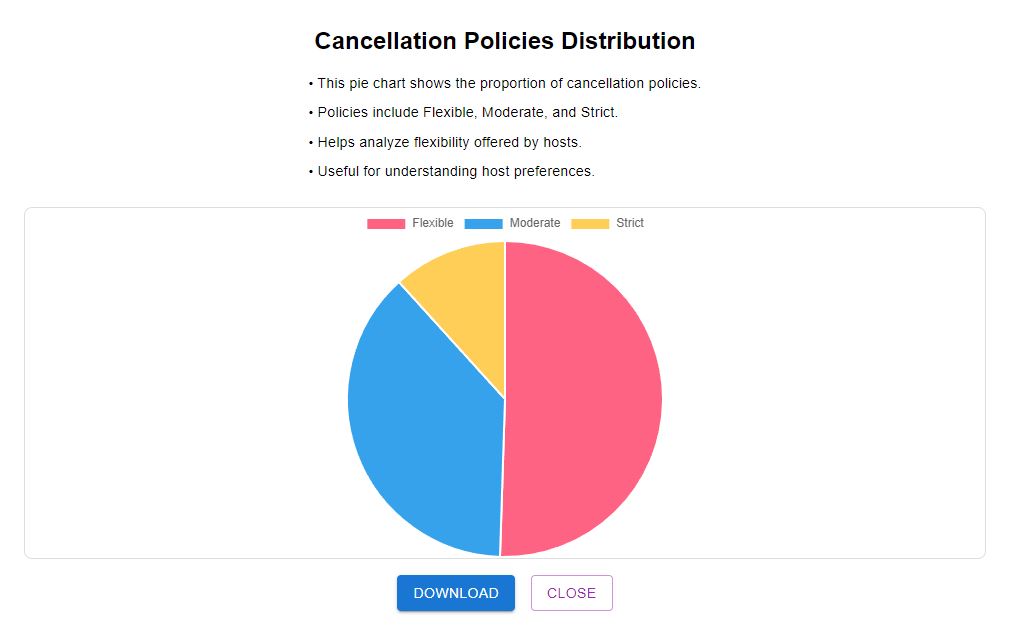 Cancellation Policies Distribution
• This pie chart shows the proportion of cancellation policies.
• Policies include Flexible, Moderate, and Strict.
• Helps analyze flexibility offered by hosts.
• Useful for understanding host preferences.
Flexible Moderate Strict
DOWNLOAD CLOSE